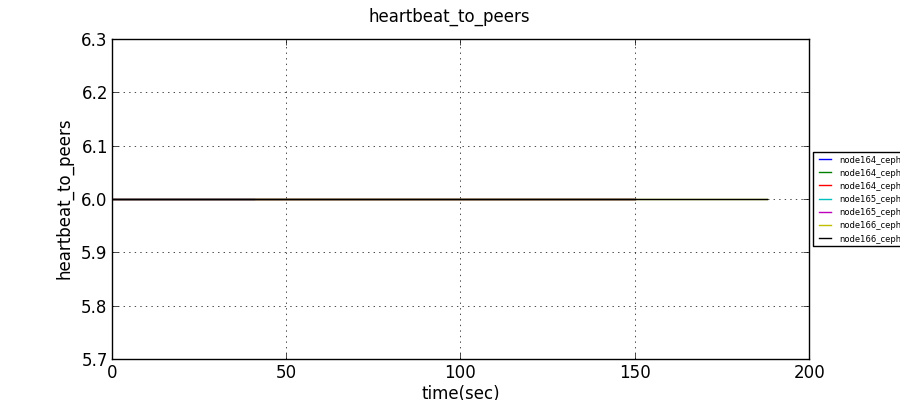 heartbeat_to_peers
6.3
6.2
6.1
6.0
5.9
5.8
5.7
heartbeat_to_peers
0 50 100 150 200
time(sec)
node164_ceph
node164_ceph
node164_ceph
node165_ceph
node165_ceph
node166_ceph
node166_ceph